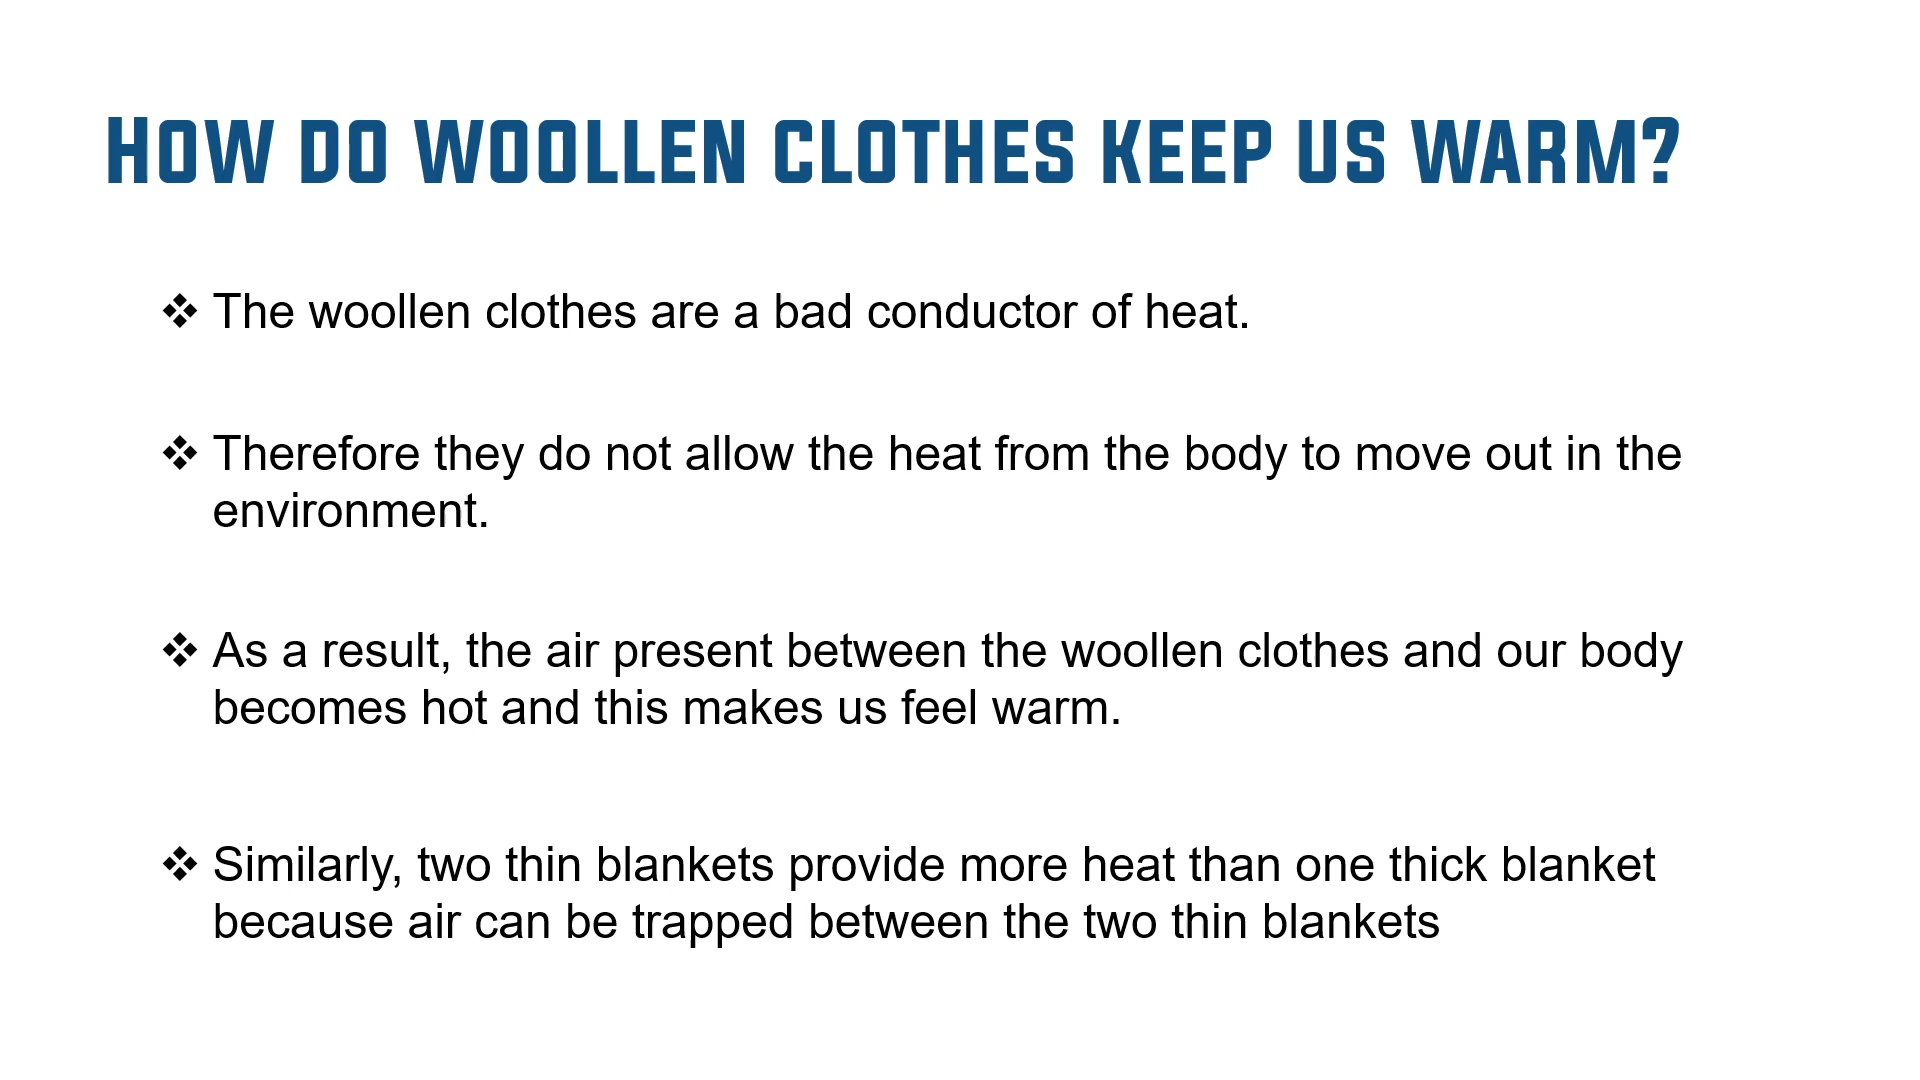 How do woollen clothes keep us warm?
❖ The woollen clothes are a bad conductor of heat.
❖ Therefore they do not allow the heat from the body to move out in the
environment.
❖ As a result, the air present between the woollen clothes and our body
becomes hot and this makes us feel warm.
❖ Similarly, two thin blankets provide more heat than one thick blanket
because air can be trapped between the two thin blankets